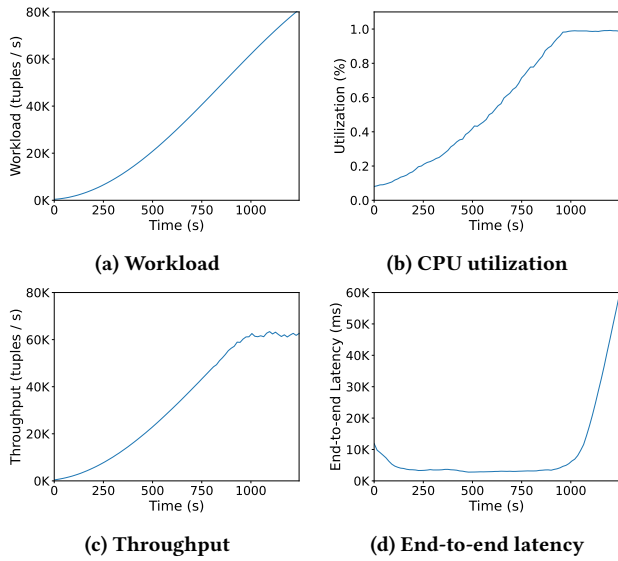 80K
60K
40K
20K
0K
Workload (tuples / s)
0 250 500 750 1000
Time (s)
(a) Workload
1.0
0.8
0.6
0.4
0.2
0.0
Utilization (%)
0 250 500 750 1000
Time (s)
(b) CPU utilization
80K
60K
40K
20K
0K
Throughput (tuples / s)
0 250 500 750 1000
Time (s)
(c) Throughput
60K
50K
40K
30K
20K
10K
0K
End-to-end Latency (ms)
0 250 500 750 1000
Time (s)
(d) End-to-end latency